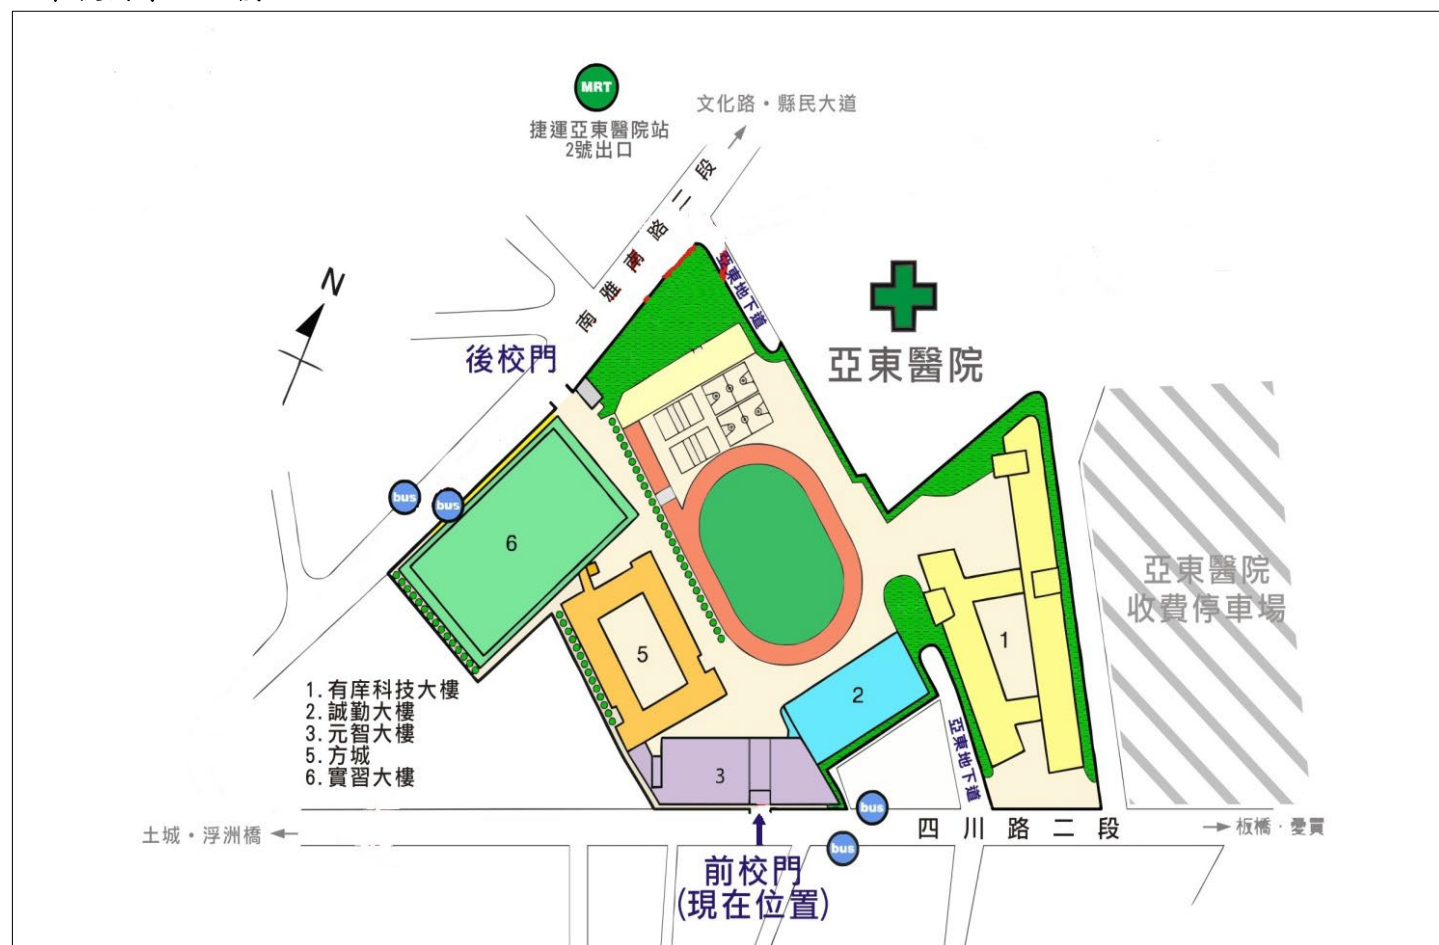 MRT
捷運亞東醫院站
2號出口
文化路・縣民大道
南雅南路二段
亞東地下道
N
亞東醫院
後校門
bus
bus
6
5
1
2
3
亞東醫院
收費停車場
1.有庠科技大樓
2.誠勤大樓
3.元智大樓
5.方城
6.實習大樓
亞東地下道
bus
bus
四川路二段
土城・浮洲橋
板橋・愛買
前校門
(現在位置)